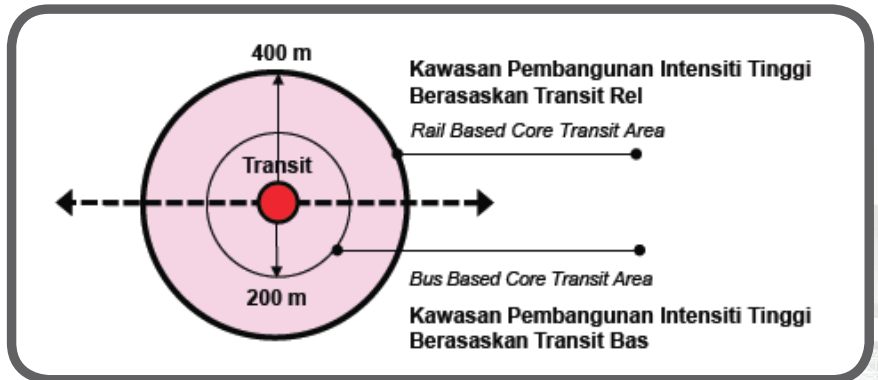 400 m
Kawasan Pembangunan Intensiti Tinggi
Berasaskan Transit Rel
Rail Based Core Transit Area
Transit
Bus Based Core Transit Area
200 m
Kawasan Pembangunan Intensiti Tinggi
Berasaskan Transit Bas